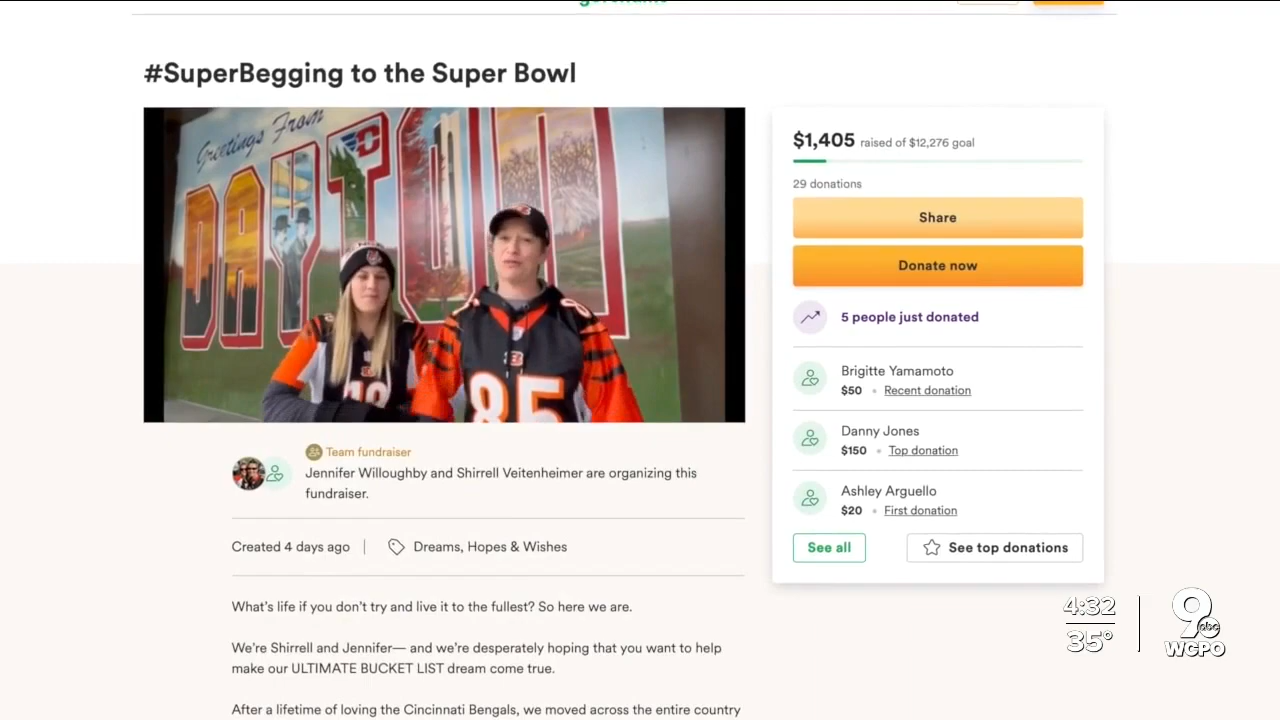 #SuperBegging to the Super Bowl
Greetings From
DAYTON
85
$1,405 raised of $12,276 goal
29 donations
Share
Donate now
5 people just donated
Brigitte Yamamoto
$50 • Recent donation
Danny Jones
$150 • Top donation
Ashley Arguello
$20 • First donation
See all
See top donations
Team fundraiser
Jennifer Willoughby and Shirrell Veitenheimer are organizing this
fundraiser.
Created 4 days ago
Dreams, Hopes & Wishes
What's life if you don't try and live it to the fullest? So here we are.
We're Shirrell and Jennifer— and we're desperately hoping that you want to help
make our ULTIMATE BUCKET LIST dream come true.
After a lifetime of loving the Cincinnati Bengals, we moved across the entire country
4:32
35°
9
abc
WCPO